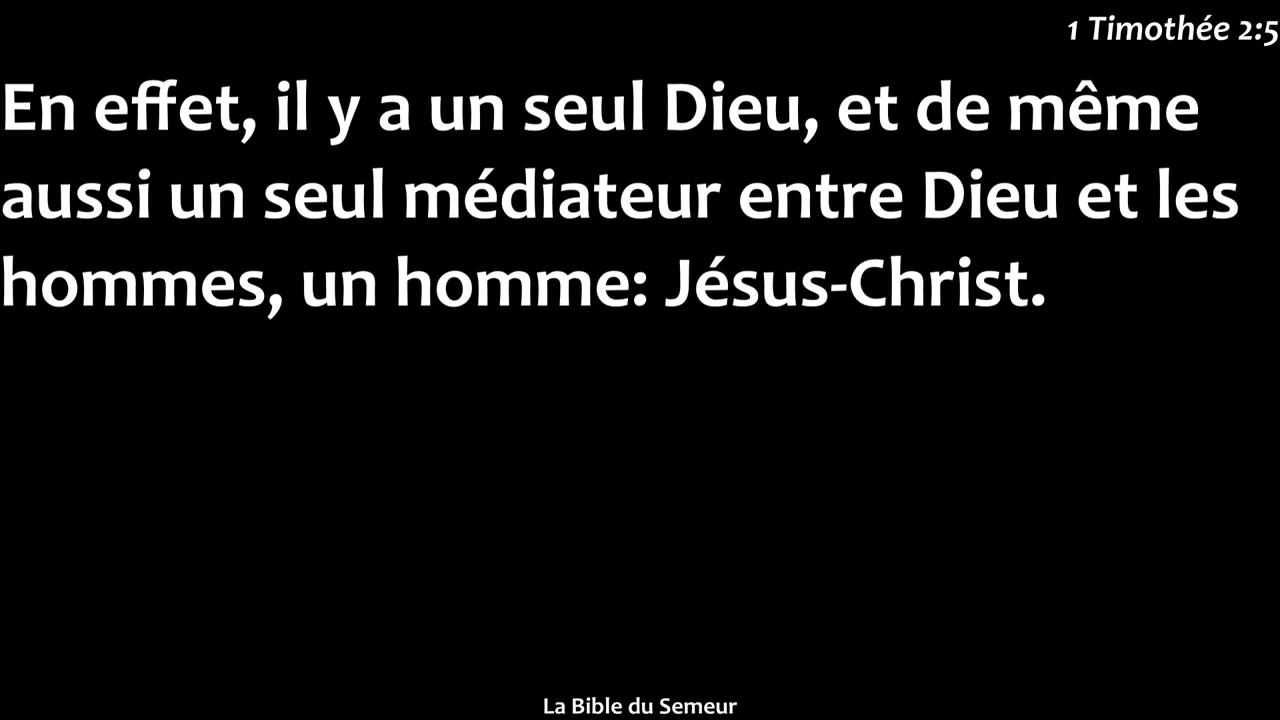 1 Timothée 2:5
En effet, il y a un seul Dieu, et de même
aussi un seul médiateur entre Dieu et les
hommes, un homme: Jésus-Christ.
La Bible du Semeur